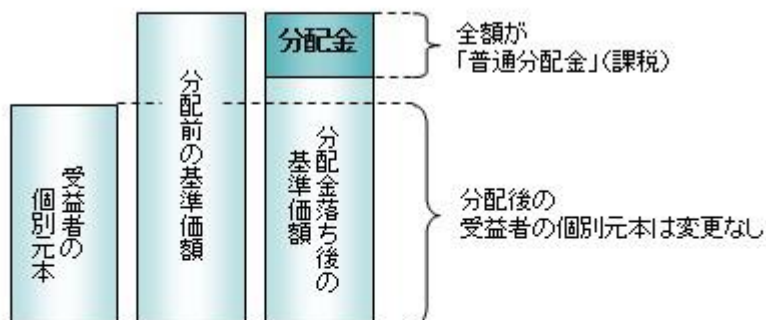 受益者の
個別元本
分配前の基準価額
分配金
分配金落ち後の
基準価額
全額が
「普通分配金」(課税)
分配後の
受益者の個別元本は変更なし